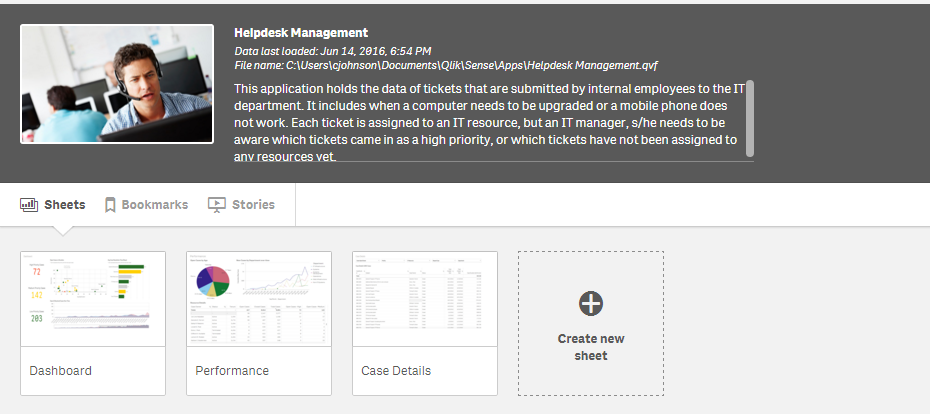 Helpdesk Management
Data last loaded: Jun 14, 2016, 6:54 PM
File name: C:\Users\cjohnson\Documents\Qlik\Sense\Apps\Helpdesk Management.qvf
This application holds the data of tickets that are submitted by internal employees to the IT
department. It includes when a computer needs to be upgraded or a mobile phone does
not work. Each ticket is assigned to an IT resource, but an IT manager, s/he needs to be
aware which tickets came in as a high priority, or which tickets have not been assigned to
any resources yet.
Sheets Bookmarks Stories
72
142
203
Dashboard Performance Case Details
Create new
sheet